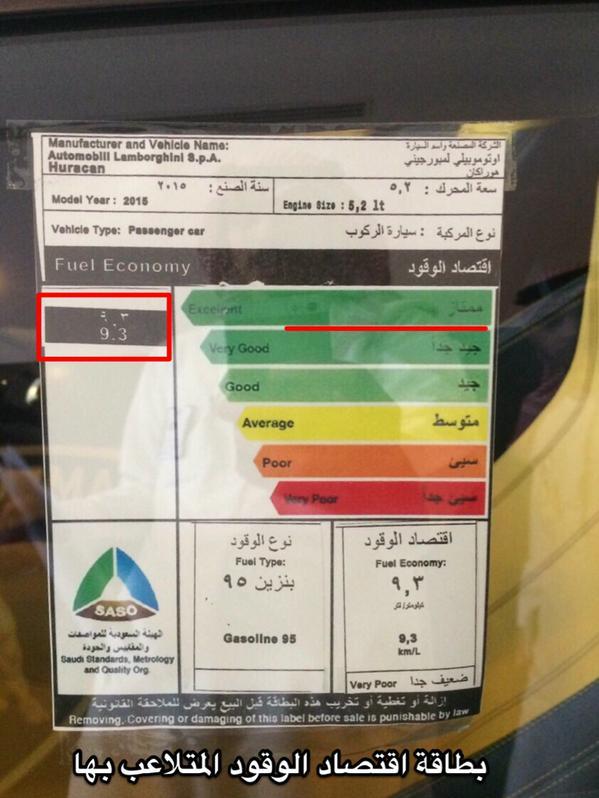 Manufacturer and Vehicle Name:
الشركة المصنعة واسم السيارة
Automobili Lamborghini S.p.A.
اوتوموبيلي لمبورجيني
Huracan
هوراكان
سنة الصنع : ٢٠١٥
سعة المحرك : ٥,٢
Model Year : 2015
Engine Size : 5,2 lt
Vehicle Type: Passenger car
نوع المركبة : سيارة الركوب
Fuel Economy
اقتصاد الوقود
٩.٣
9.3
Excellent ممتاز
Very Good جيد جداً
Good جيد
Average متوسط
Poor سيئ
Very Poor سيئ جداً
SASO
الهيئة السعودية للمواصفات
والمقاييس والجودة
Saudi Standards, Metrology
and Quality Org.
نوع الوقود
Fuel Type:
بنزين ٩٥
Gasoline 95
اقتصاد الوقود
Fuel Economy:
٩,٣
كيلومتر/لتر
9,3
km/L
Very Poor ضعيف جدا
إزالة أو تغطية أو تخريب هذه البطاقة قبل البيع يعرض للملاحقة القانونية
Removing, Covering or damaging of this label before sale is punishable by law
بطاقة اقتصاد الوقود المتلاعب بها